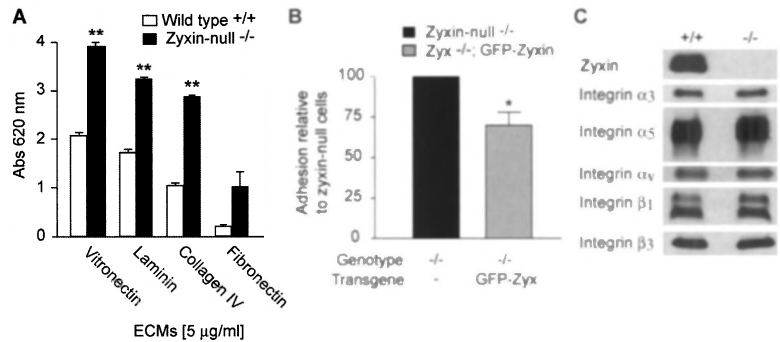 A
Wild type +/+
Zyxin-null -/-
Abs 620 nm
4
3
2
1
0
**
**
**
Vitronectin
Laminin
Collagen IV
Fibronectin
ECMs [5 µg/ml]
B
Zyxin-null -/-
Zyx -/-; GFP-Zyxin
Adhesion relative
to zyxin-null cells
100
75
50
25
0
*
Genotype -/- -/-
Transgene - GFP-Zyx
C
+/+ -/-
Zyxin
Integrin α3
Integrin α5
Integrin αv
Integrin β1
Integrin β3